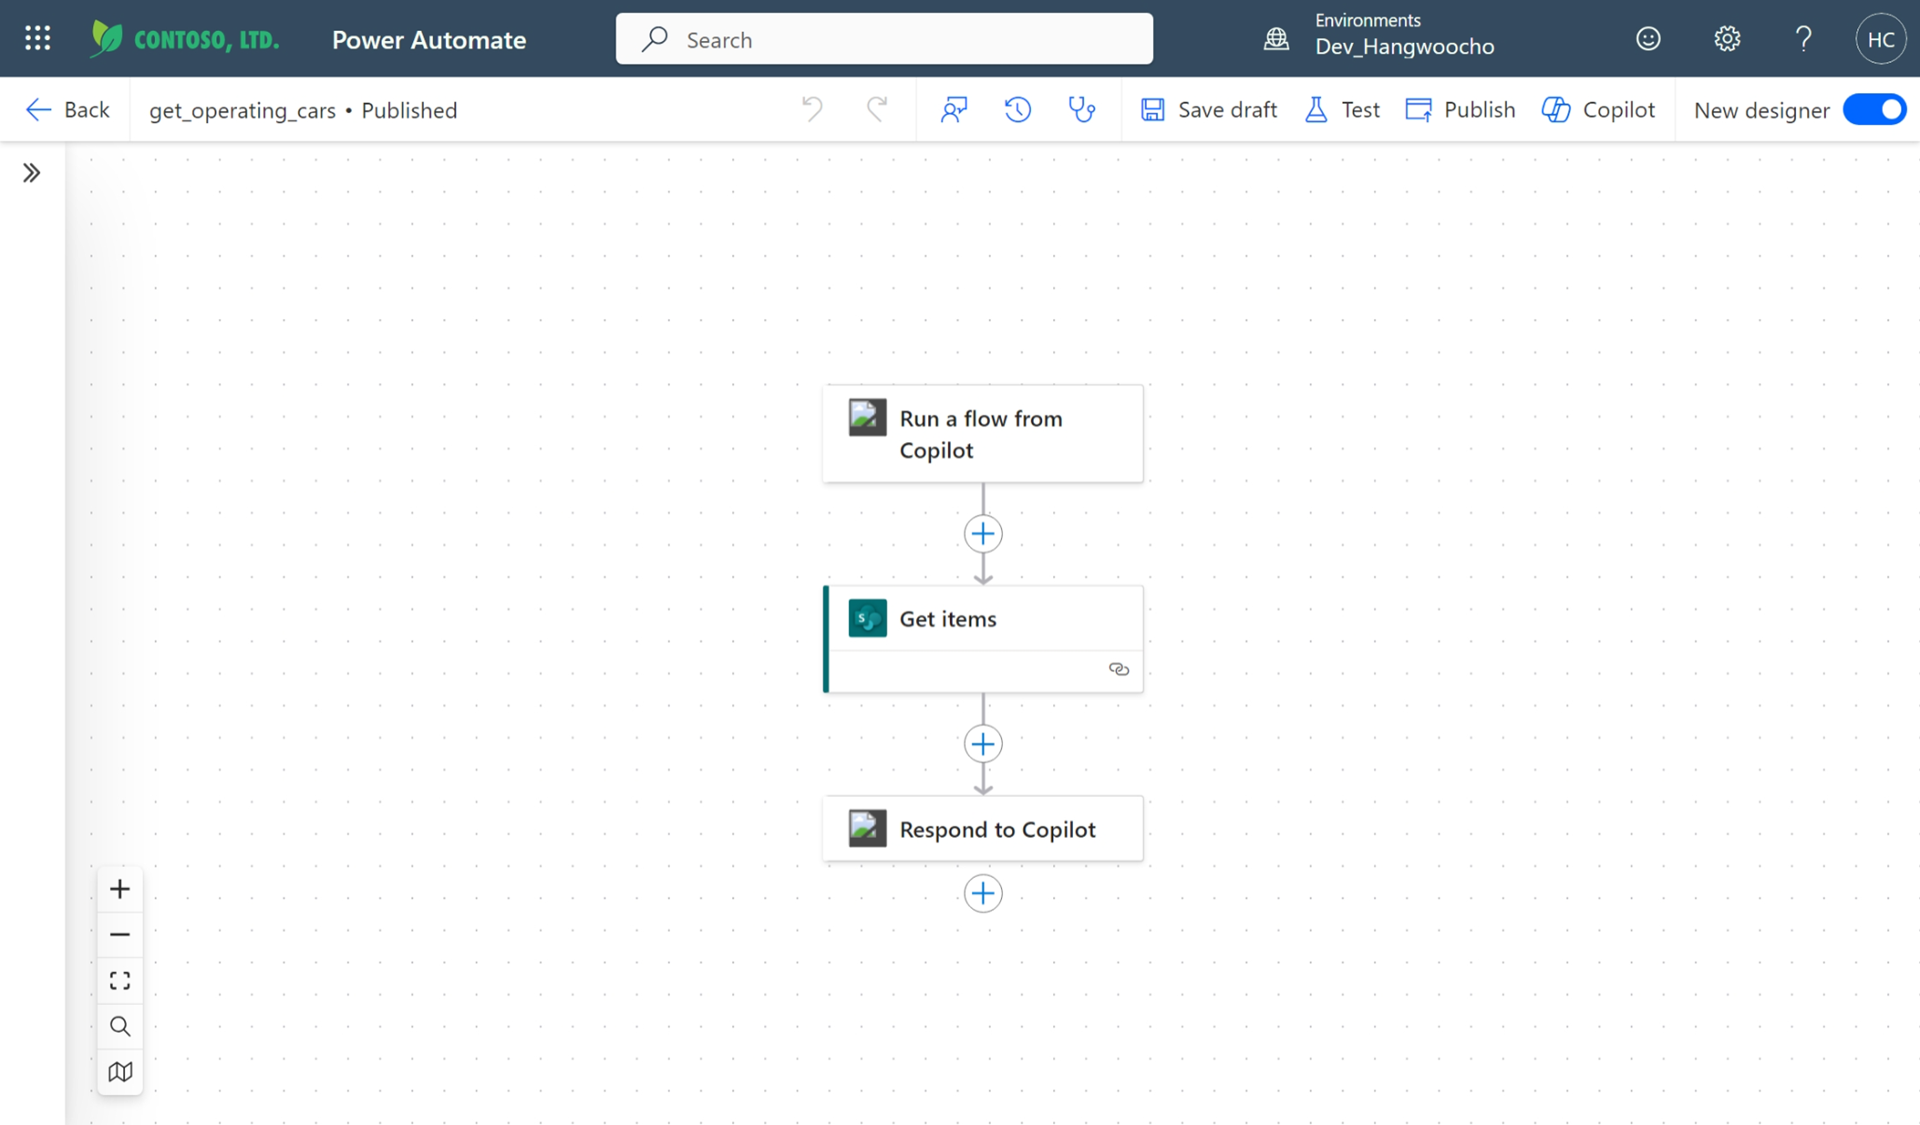 CONTOSO, LTD.
Power Automate
Search
Environments
Dev_Hangwoocho
HC
Back
get_operating_cars • Published
Save draft
Test
Publish
Copilot
New designer
Run a flow from
Copilot
S
Get items
Respond to Copilot